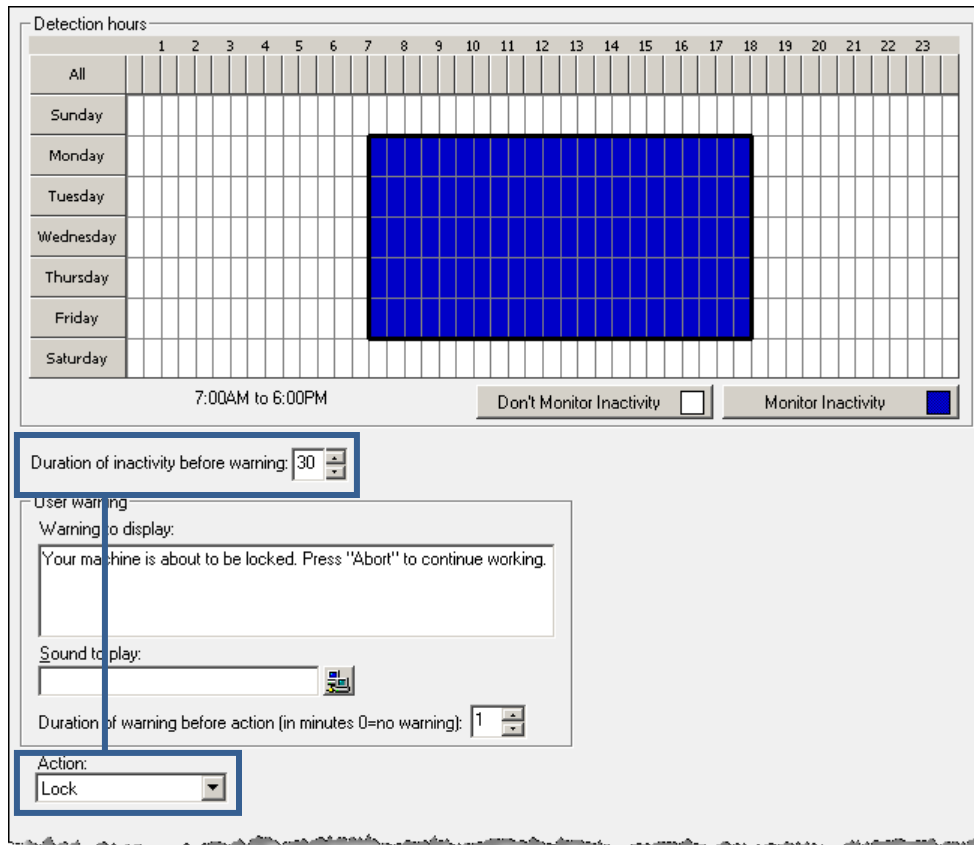 Detection hours
1 2 3 4 5 6 7 8 9 10 11 12 13 14 15 16 17 18 19 20 21 22 23
All
Sunday
Monday
Tuesday
Wednesday
Thursday
Friday
Saturday
7:00AM to 6:00PM Don't Monitor Inactivity Monitor Inactivity
Duration of inactivity before warning: 30
User warning
Warning to display:
Your machine is about to be locked. Press "Abort" to continue working.
Sound to play:
Duration of warning before action (in minutes 0=no warning): 1
Action:
Lock